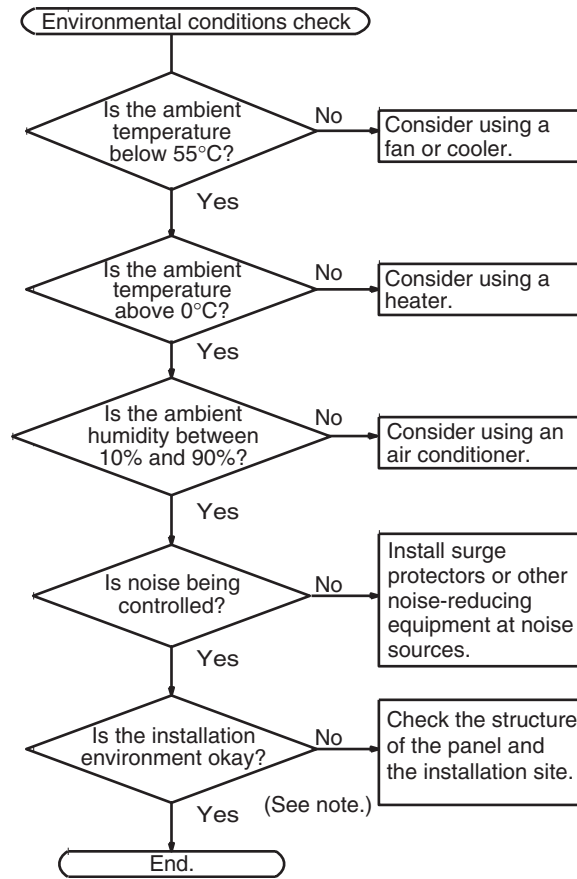 Environmental conditions check
Is the ambient
temperature
below 55°C?
No
Consider using a
fan or cooler.
Yes
Is the ambient
temperature
above 0°C?
No
Consider using a
heater.
Yes
Is the ambient
humidity between
10% and 90%?
No
Consider using an
air conditioner.
Yes
Is noise being
controlled?
No
Install surge
protectors or other
noise-reducing
equipment at noise
sources.
Yes
Is the installation
environment okay?
No
Check the structure
of the panel and
the installation site.
(See note.)
Yes
End.